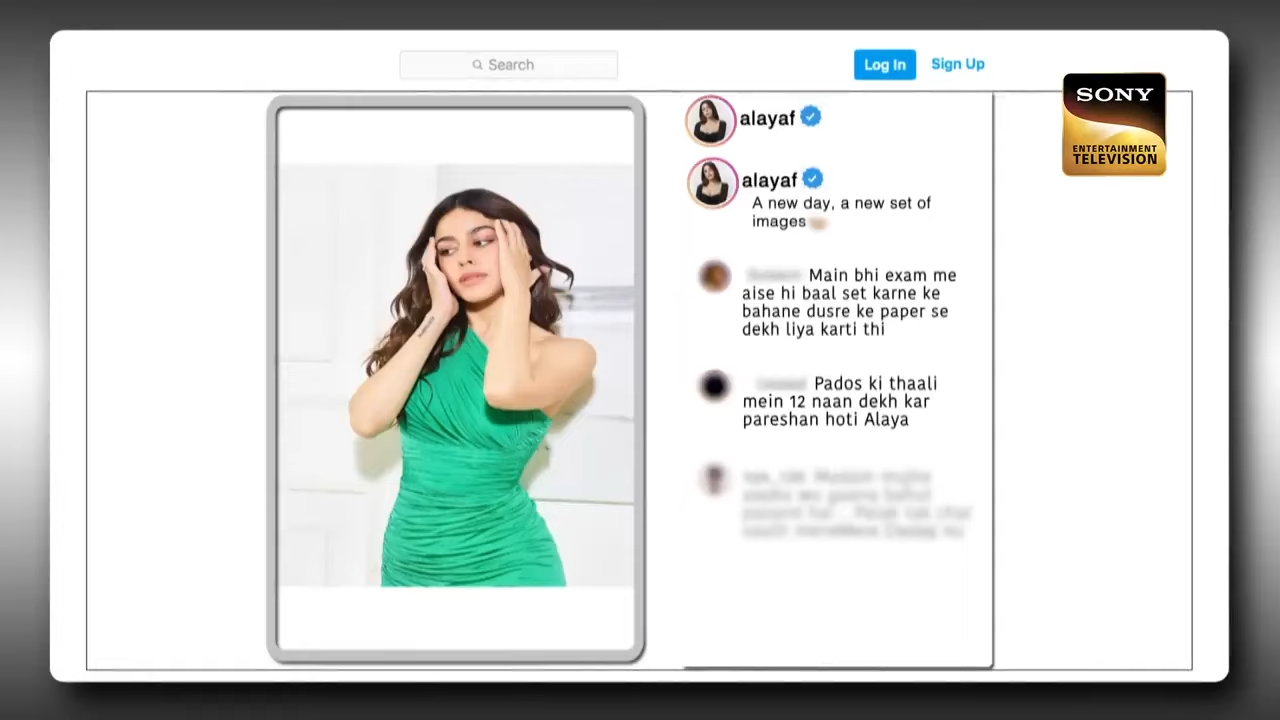 Search
Log In
Sign Up
SONY
ENTERTAINMENT
TELEVISION
alayaf
alayaf
A new day, a new set of
images
Main bhi exam me
aise hi baal set karne ke
bahane dusre ke paper se
dekh liya karti thi
Pados ki thaali
mein 12 naan dekh kar
pareshan hoti Alaya